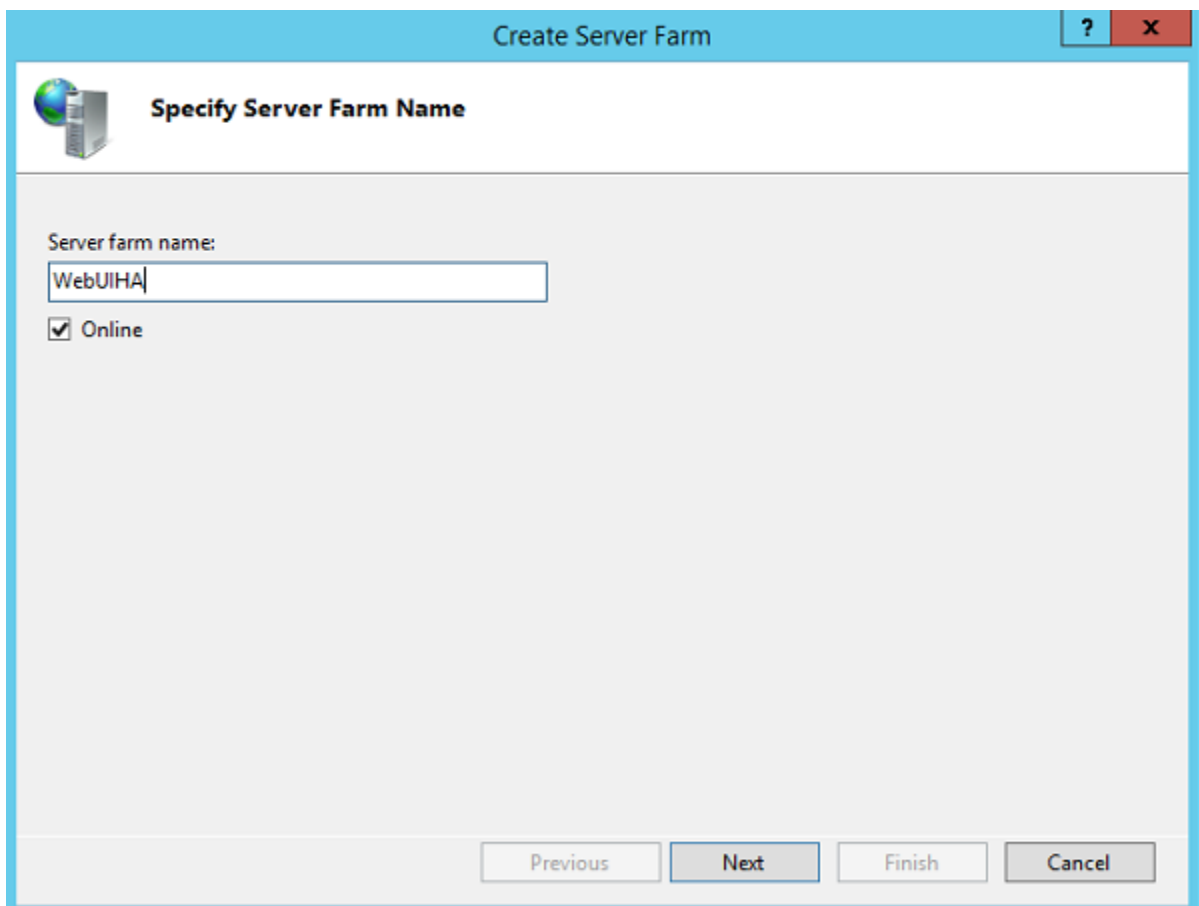 Create Server Farm
?
x
Specify Server Farm Name
Server farm name:
WebUIHA
Online
Previous
Next
Finish
Cancel